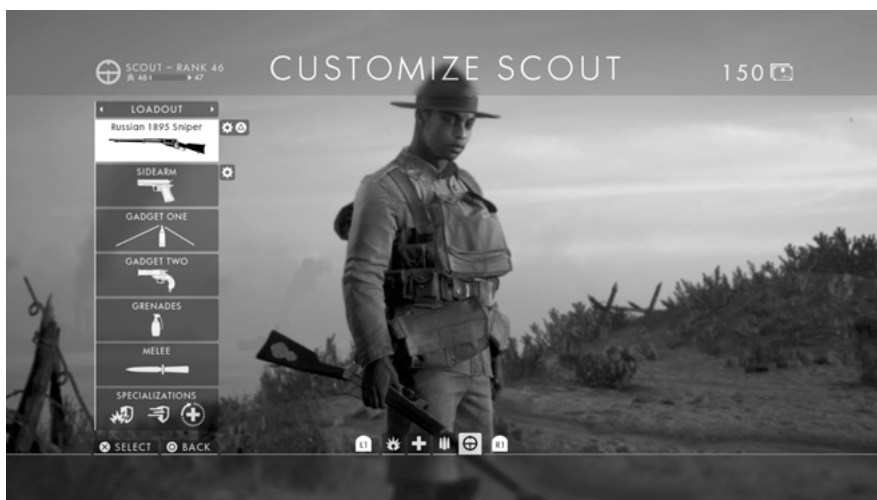 SCOUT – RANK 46
46 47
CUSTOMIZE SCOUT
150
LOADOUT
Russian 1895 Sniper
SIDEARM
GADGET ONE
GADGET TWO
GRENADES
MELEE
SPECIALIZATIONS
SELECT BACK
L1 R1